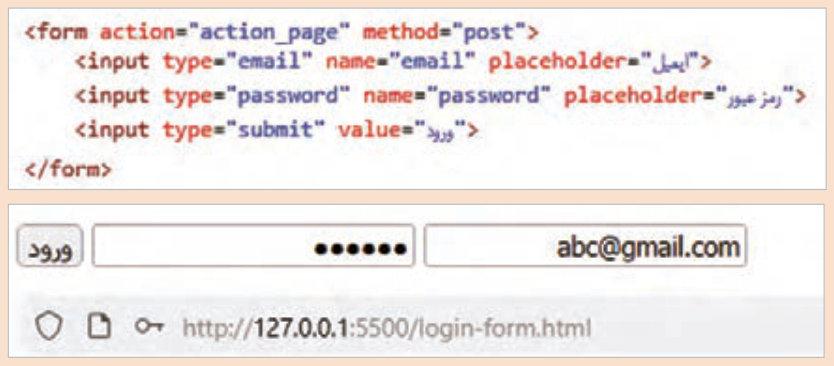 <form action="action_page" method="post">
<input type="email" name="email" placeholder="ایمیل">
<input type="password" name="password" placeholder="رمز عبور">
<input type="submit" value="ورود">
</form>
abc@gmail.com ●●●●●● ورود
http://127.0.0.1:5500/login-form.html